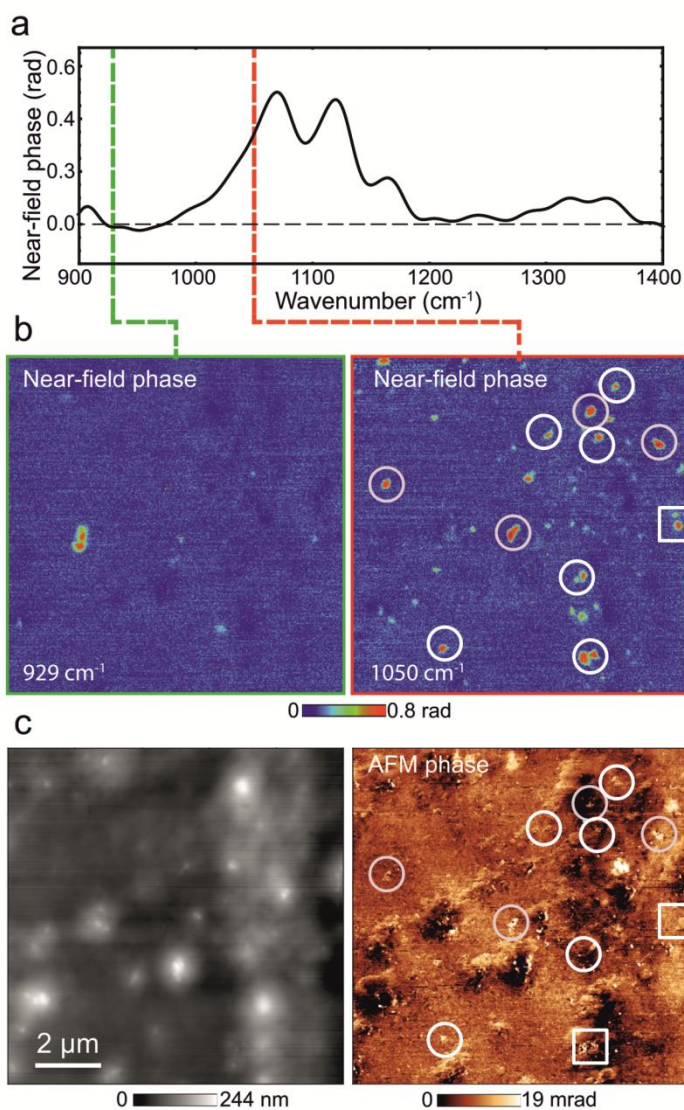 a
Near-field phase (rad)
0.6
0.4
0.3
0.0
900 1000 1100 1200 1300 1400
Wavenumber (cm⁻¹)
b
Near-field phase
Near-field phase
929 cm⁻¹
1050 cm⁻¹
0 0.8 rad
c
AFM phase
2 µm
0 244 nm
0 19 mrad